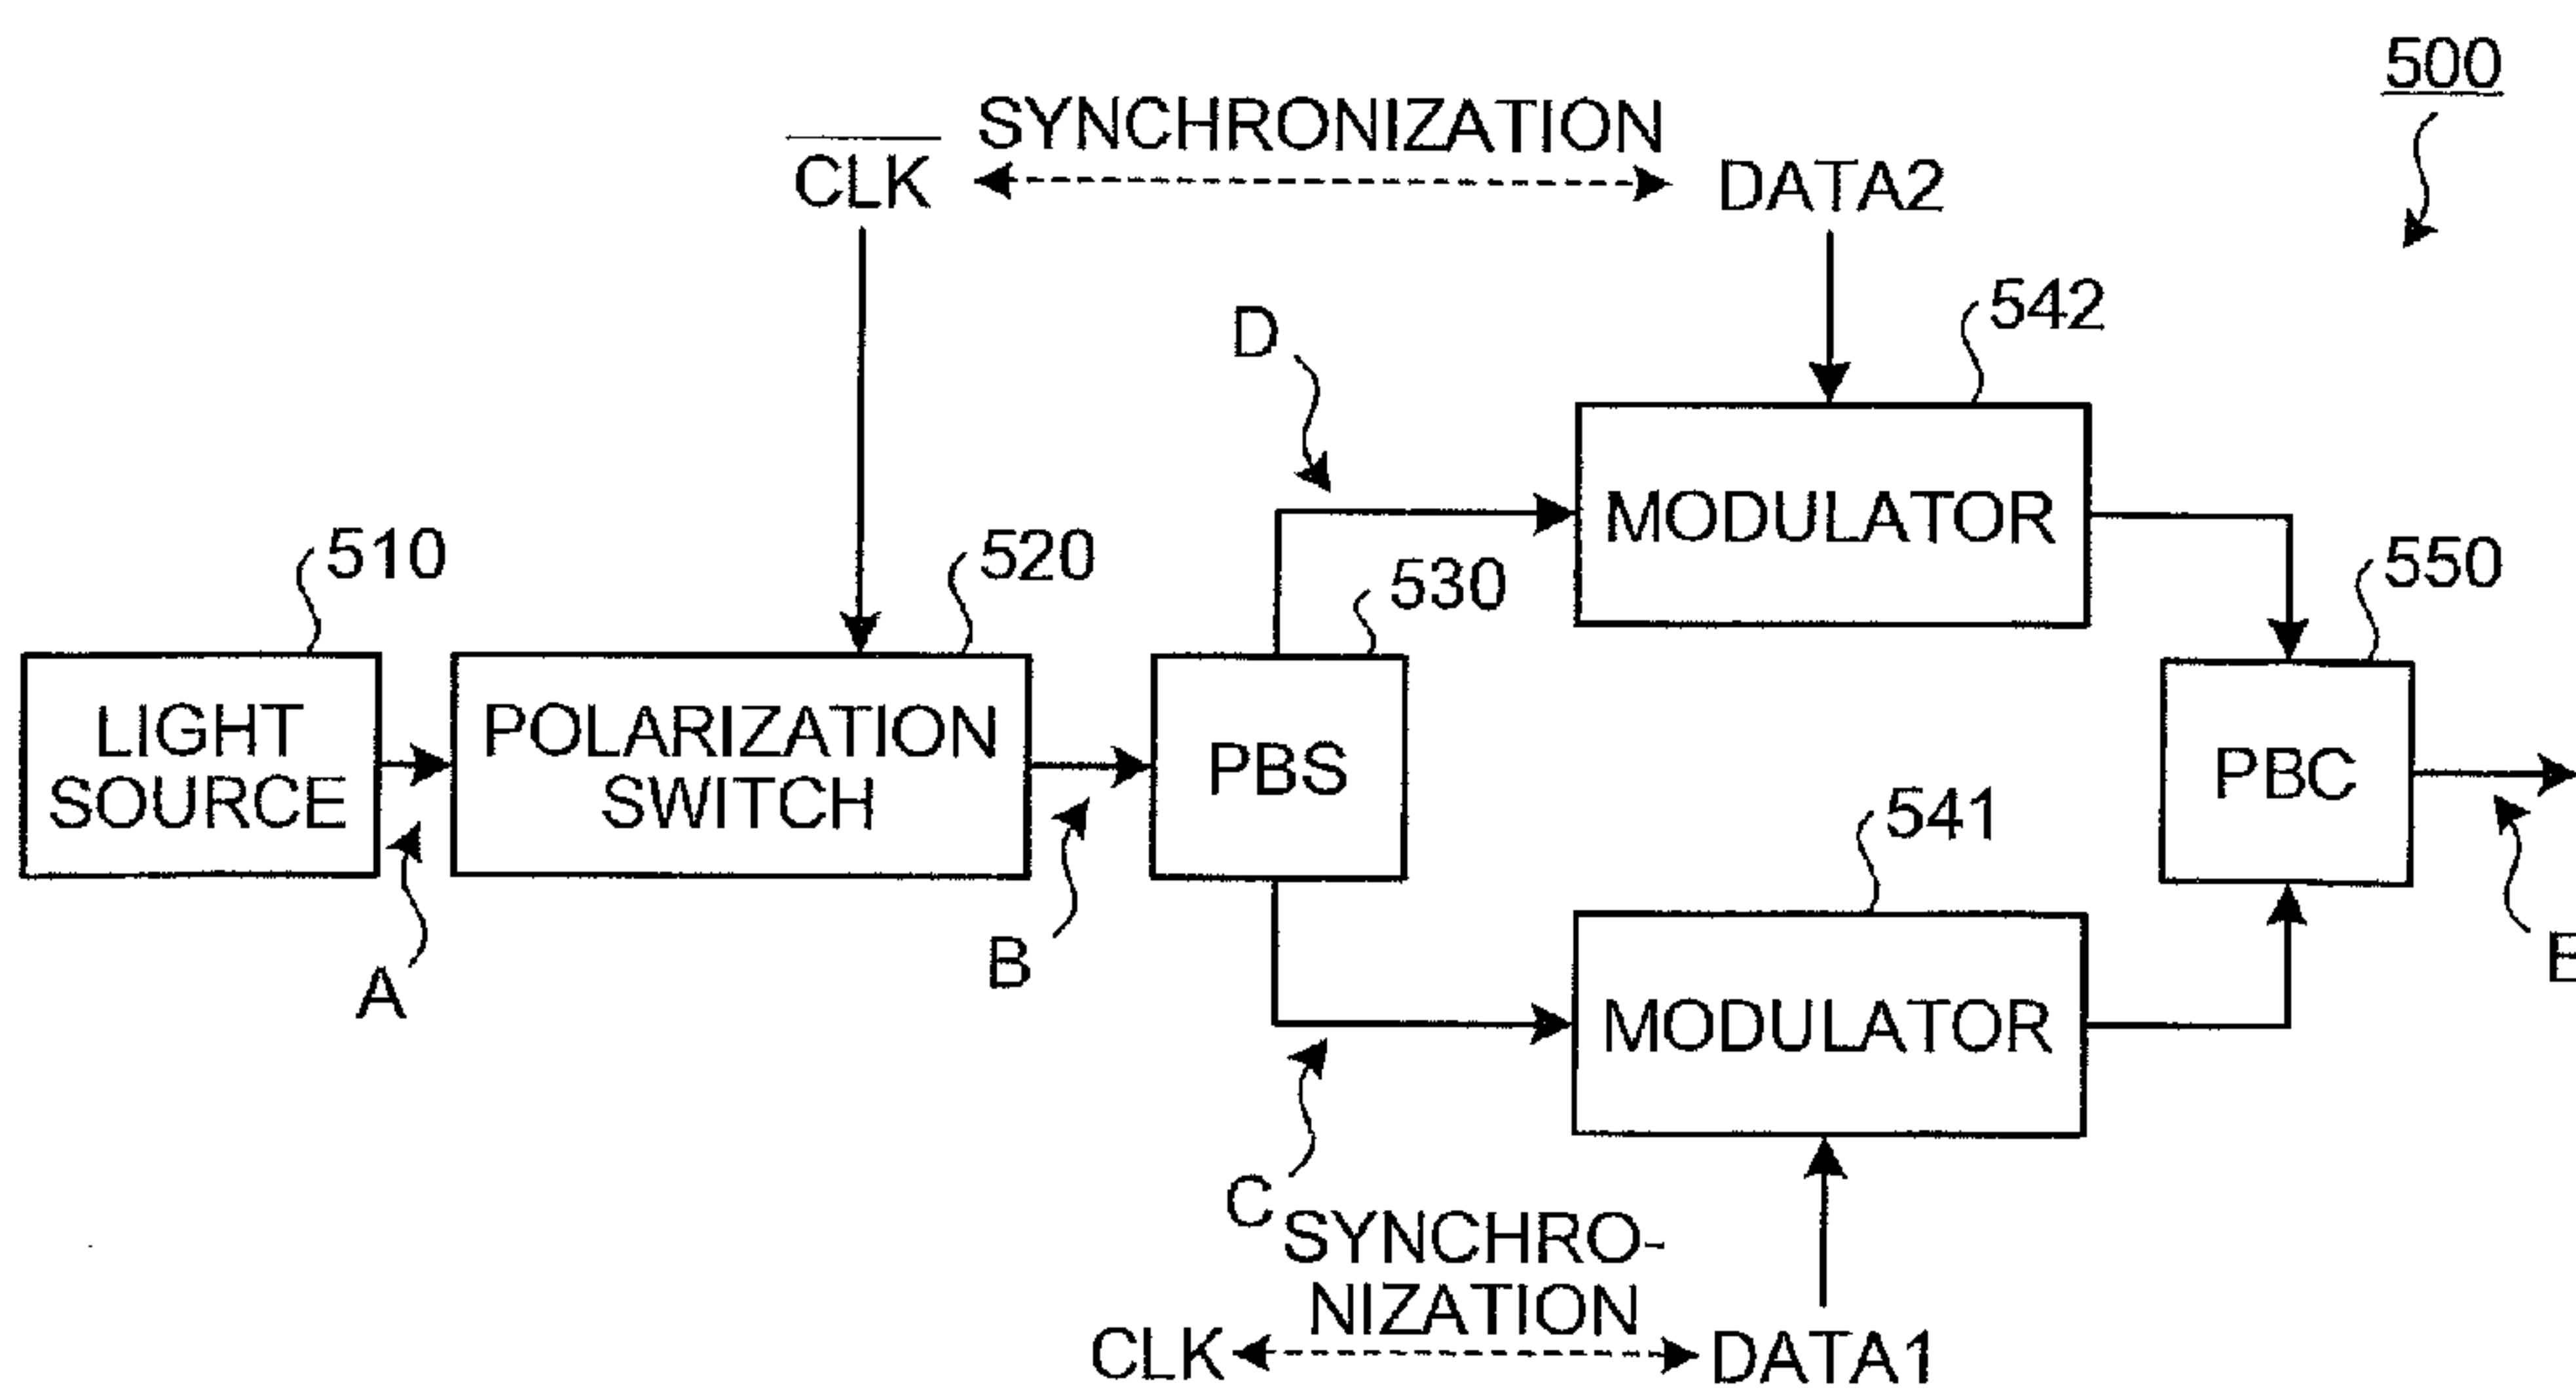 500
SYNCHRONIZATION
C̅L̅K̅
DATA2
D
542
MODULATOR
510
520
530
550
LIGHT
SOURCE
POLARIZATION
SWITCH
PBS
PBC
541
A
B
E
MODULATOR
C
SYNCHRO-
NIZATION
CLK
DATA1